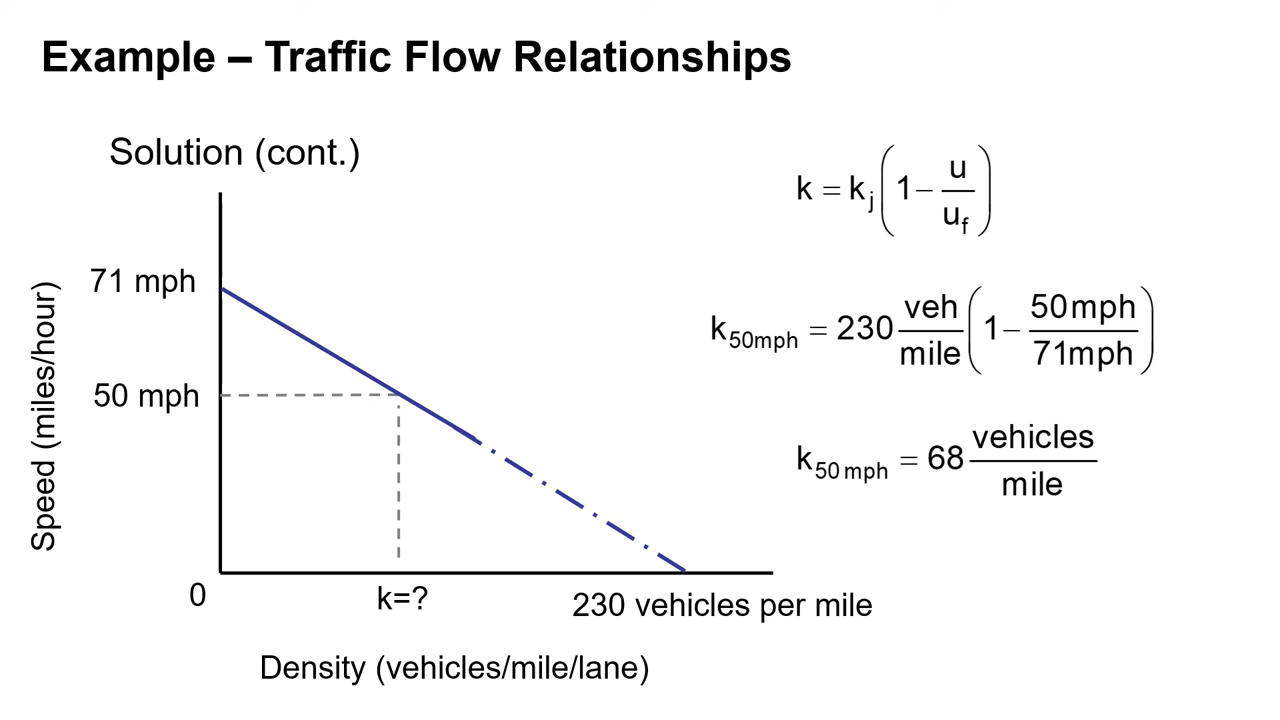 Example – Traffic Flow Relationships
Solution (cont.)
Speed (miles/hour)
71 mph
50 mph
0
k=?
230 vehicles per mile
Density (vehicles/mile/lane)
k = k_j (1 − u/u_f)
k_50mph = 230 veh/mile (1 − 50mph/71mph)
k_50 mph = 68 vehicles/mile